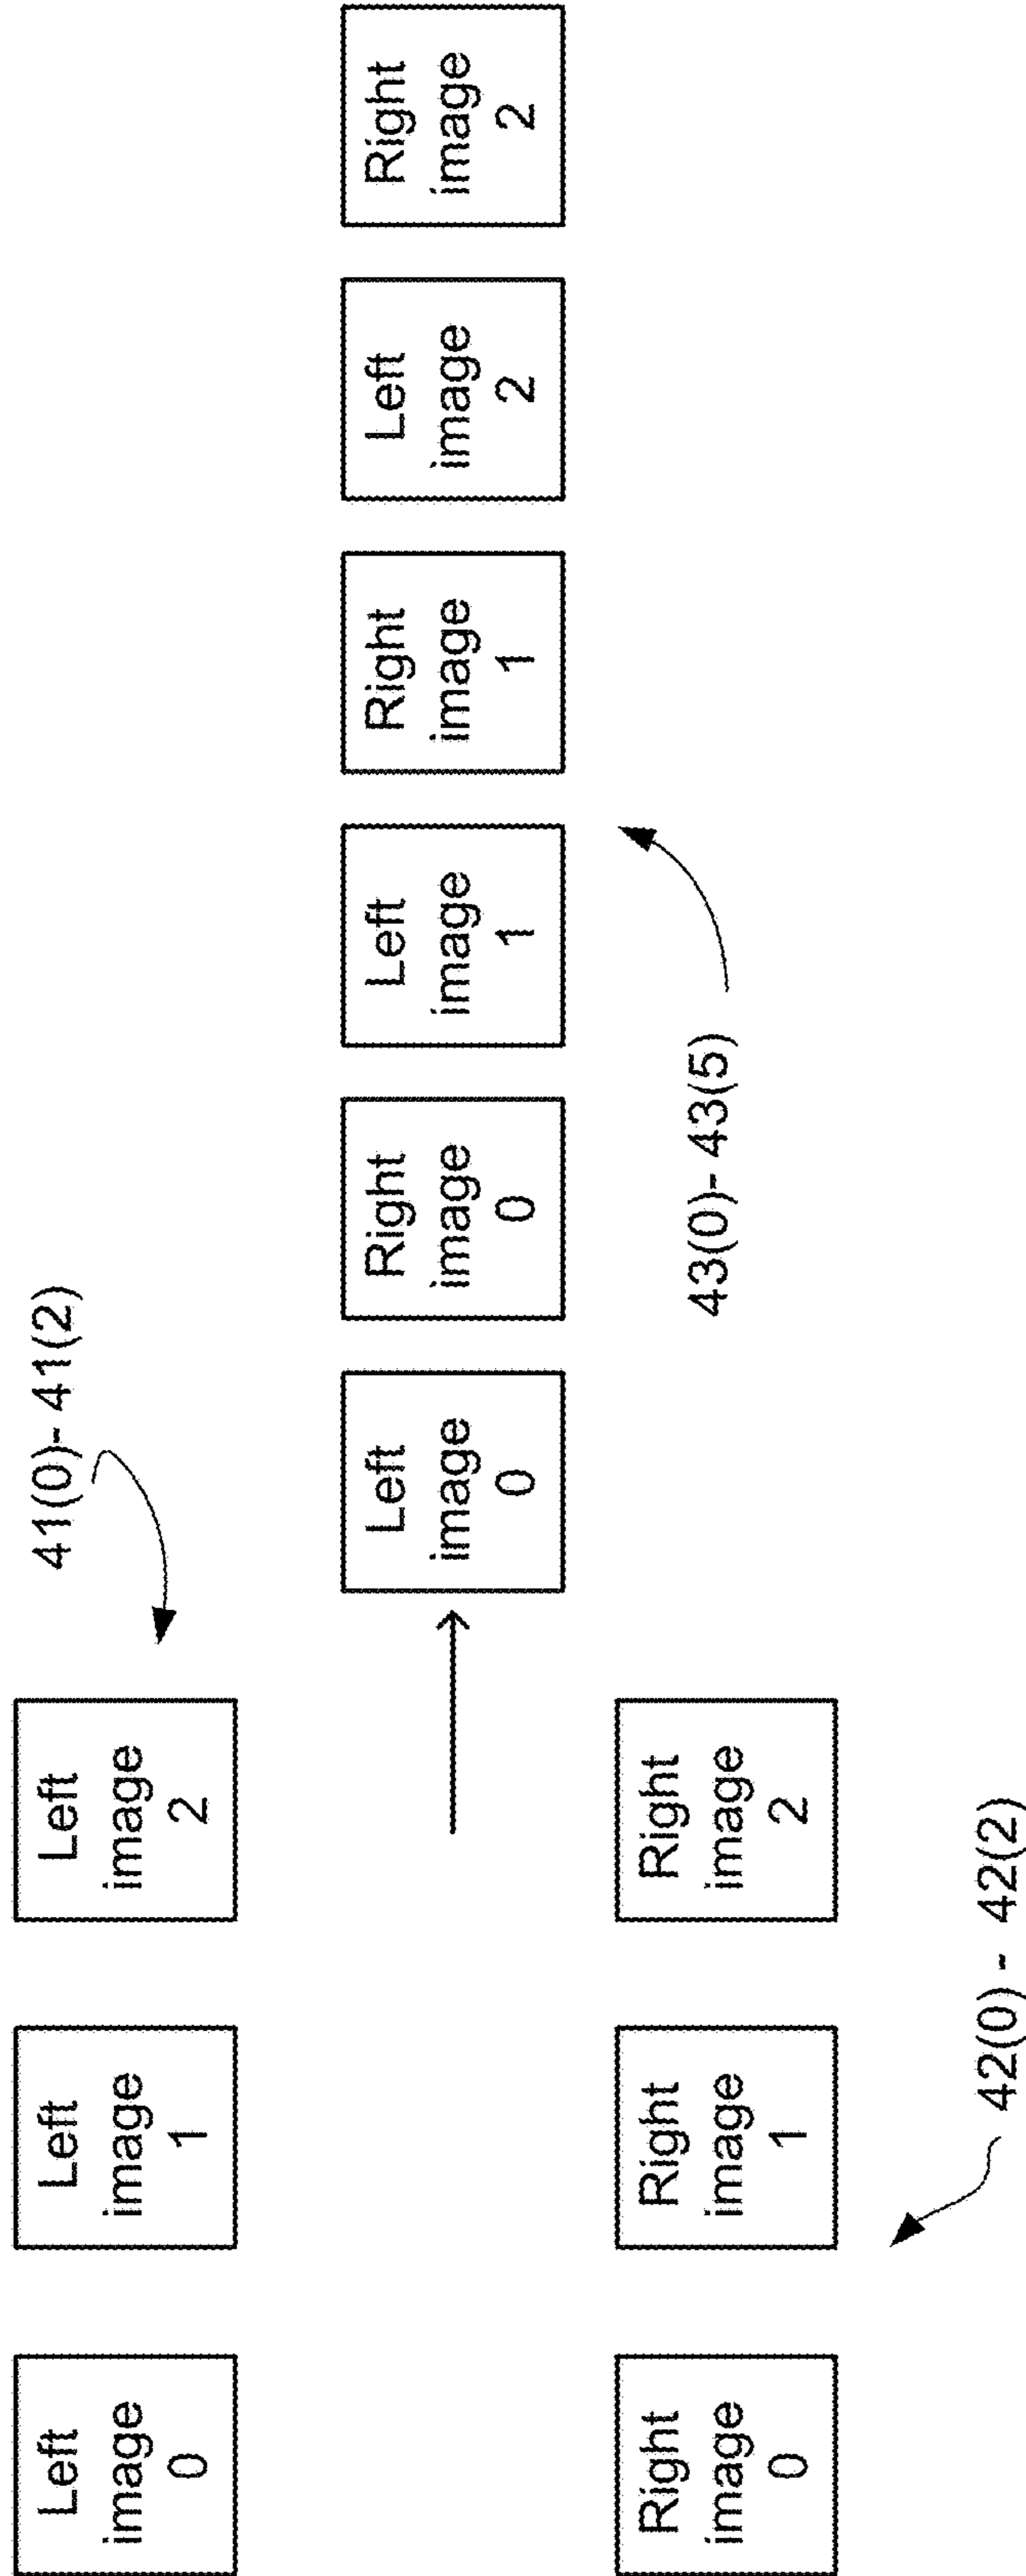 Left
image
0
Left
image
1
Left
image
2
41(0)- 41(2)
Left
image
0
Right
image
0
Left
image
1
Right
image
1
Left
image
2
Right
image
2
Right
image
0
Right
image
1
Right
image
2
43(0)- 43(5)
42(0) - 42(2)